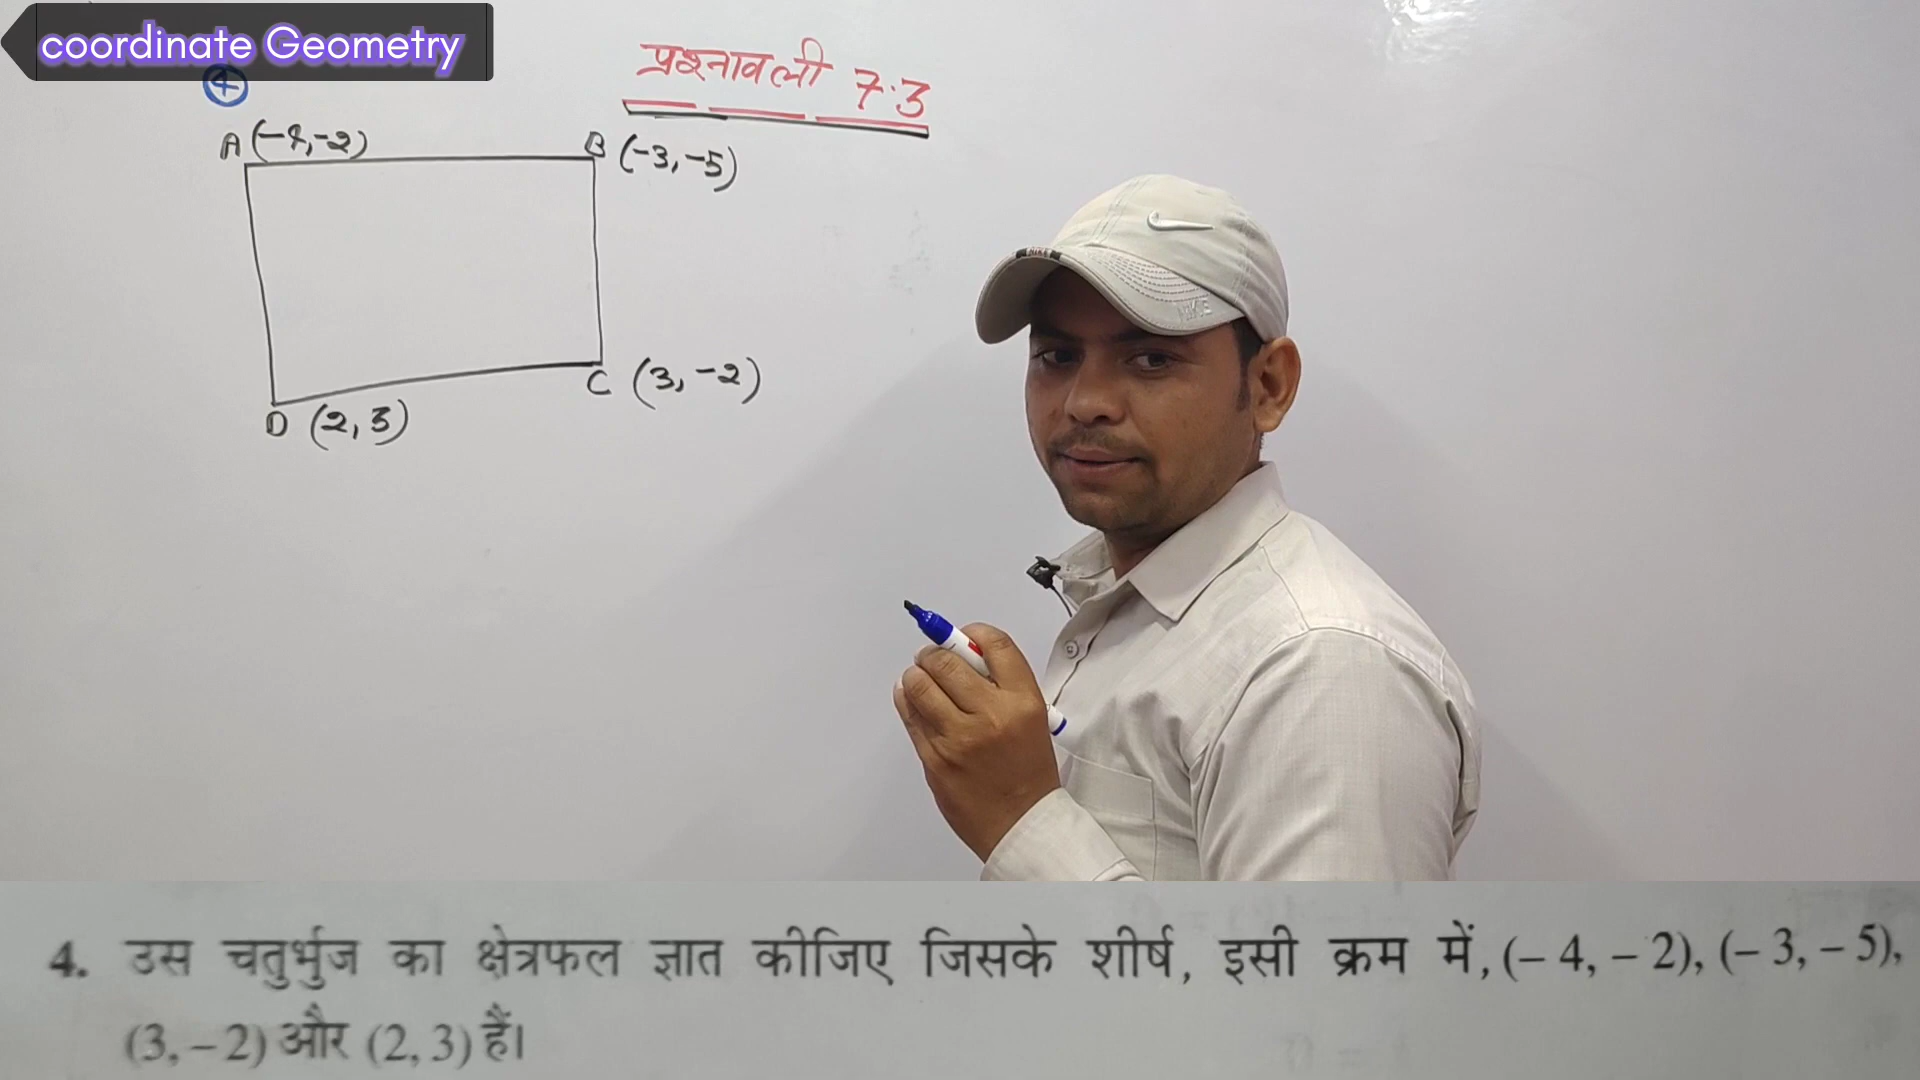 coordinate Geometry
प्रश्नावली 7.3
4
A (-4,-2)
B (-3,-5)
C (3,-2)
D (2,3)
NIKE
4. उस चतुर्भुज का क्षेत्रफल ज्ञात कीजिए जिसके शीर्ष, इसी क्रम में, (– 4, – 2), (– 3, – 5),
(3, – 2) और (2, 3) हैं।